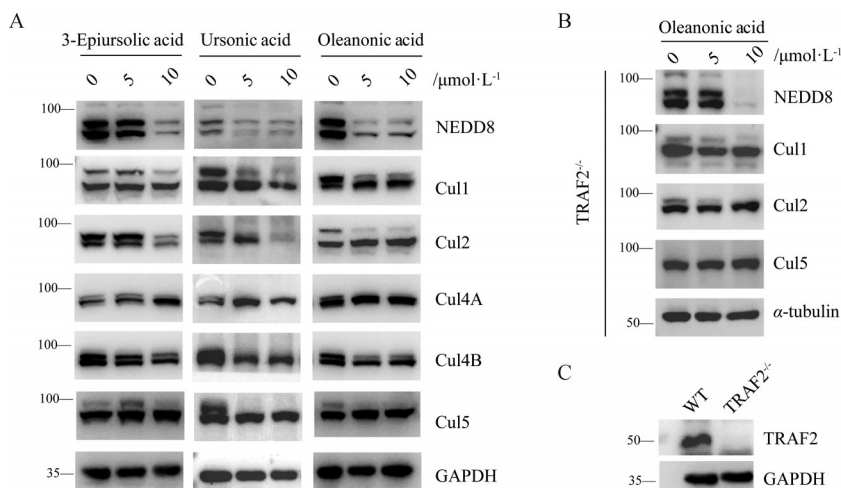 A
3-Epiursolic acid Ursonic acid Oleanonic acid
0 5 10 0 5 10 0 5 10 /μmol·L⁻¹
100 NEDD8
100 Cul1
100 Cul2
100 Cul4A
100 Cul4B
100 Cul5
35 GAPDH
B
Oleanonic acid
0 5 10 /μmol·L⁻¹
TRAF2⁻/⁻
100 NEDD8
100 Cul1
100 Cul2
100 Cul5
50 α-tubulin
C
WT TRAF2⁻/⁻
50 TRAF2
35 GAPDH